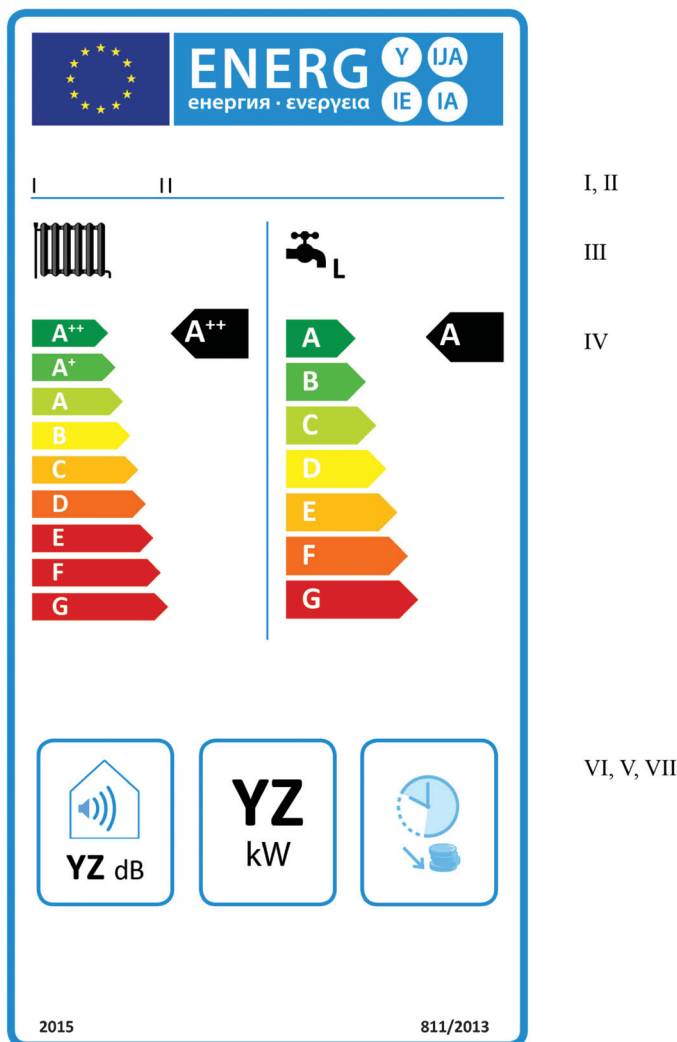 ENERG Y IJA
енергия · ενεργεια IE IA
I II
I, II
III
L
A++ A++ A A
IV
A+ B
A C
B D
C E
D F
E G
F
G
VI, V, VII
YZ dB
YZ
kW
2015 811/2013